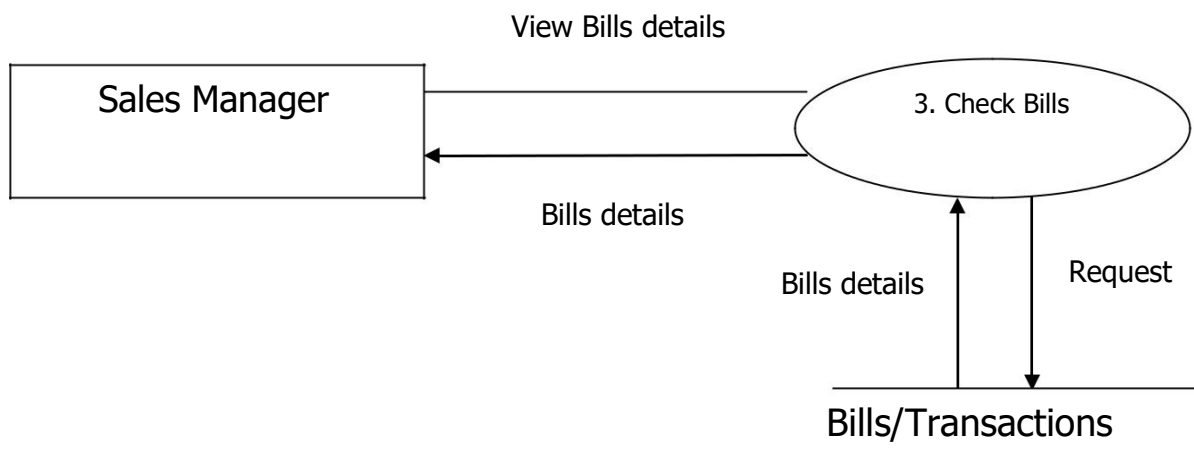 View Bills details
Sales Manager
3. Check Bills
Bills details
Bills details
Request
Bills/Transactions